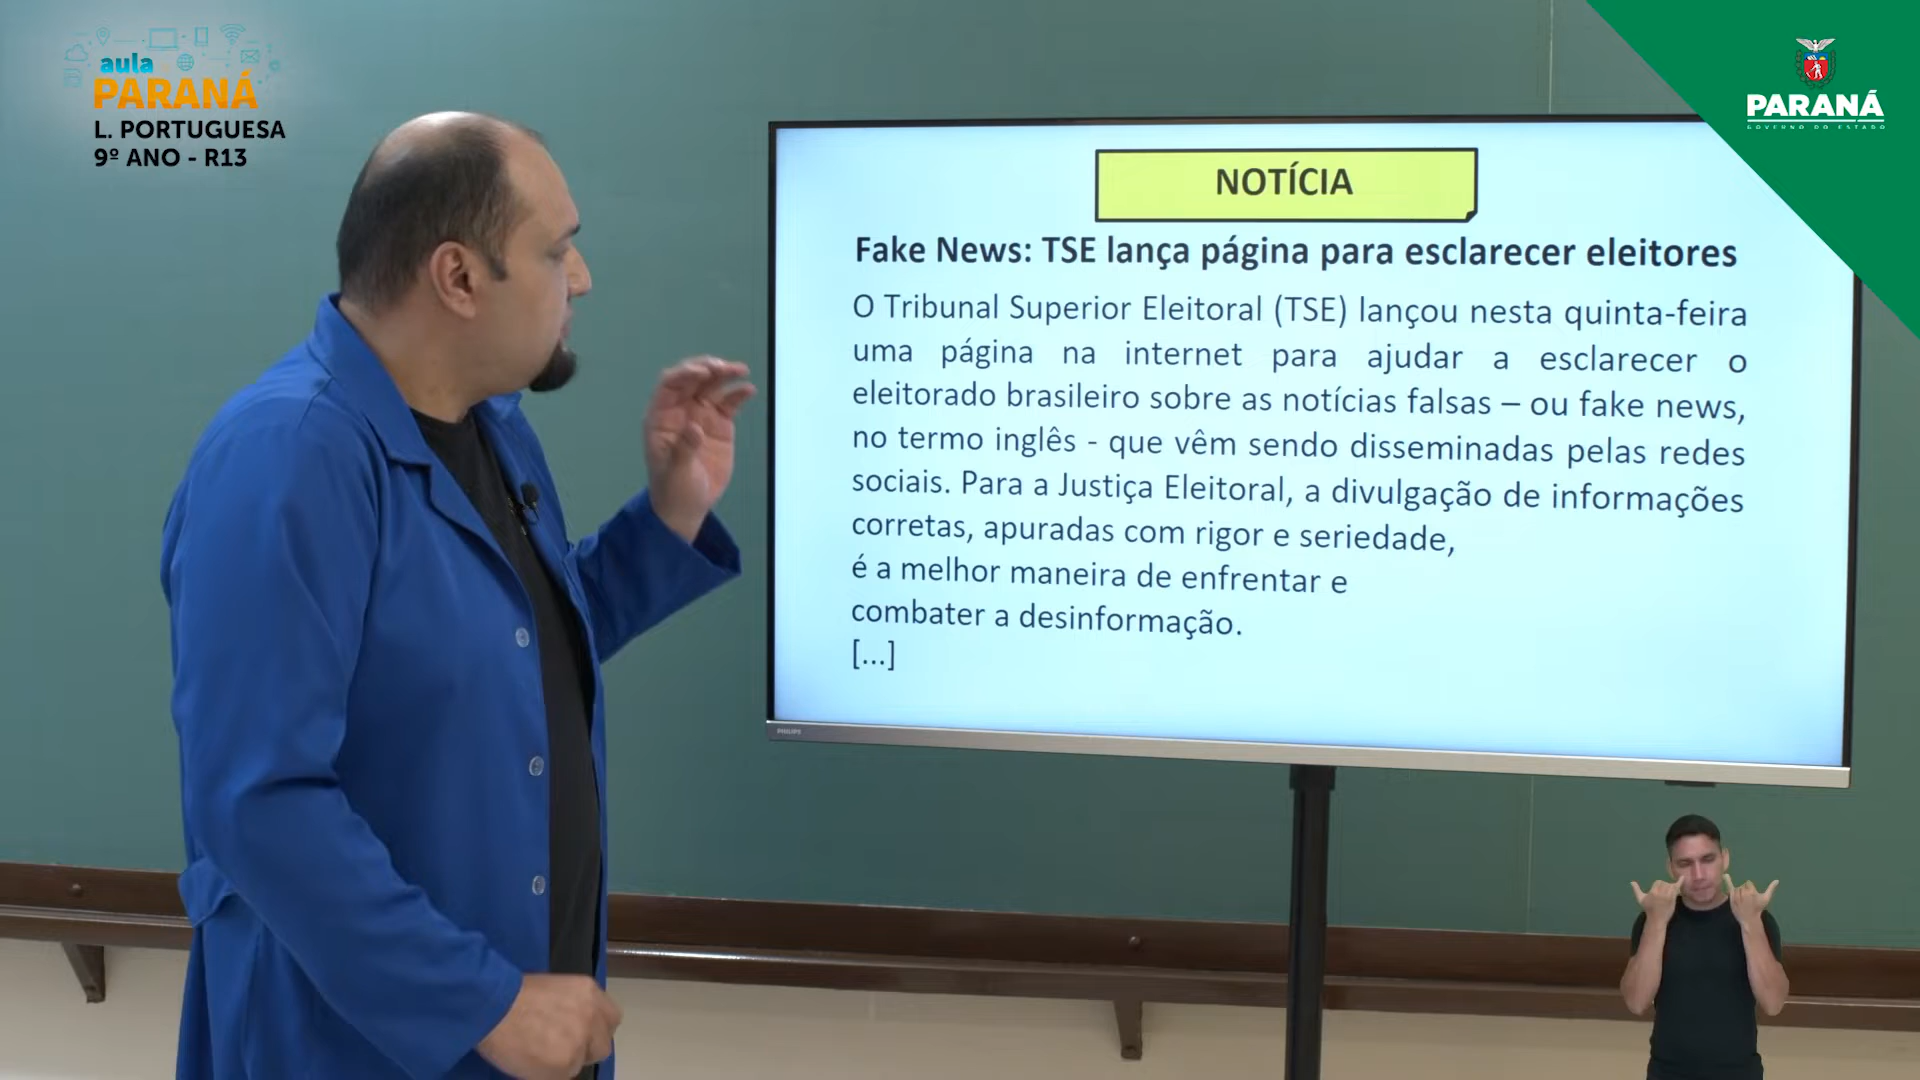 aula
PARANÁ
L. PORTUGUESA
9º ANO - R13
PARANÁ
GOVERNO DO ESTADO
NOTÍCIA
Fake News: TSE lança página para esclarecer eleitores
O Tribunal Superior Eleitoral (TSE) lançou nesta quinta-feira
uma página na internet para ajudar a esclarecer o
eleitorado brasileiro sobre as notícias falsas – ou fake news,
no termo inglês - que vêm sendo disseminadas pelas redes
sociais. Para a Justiça Eleitoral, a divulgação de informações
corretas, apuradas com rigor e seriedade,
é a melhor maneira de enfrentar e
combater a desinformação.
[...]
PHILIPS